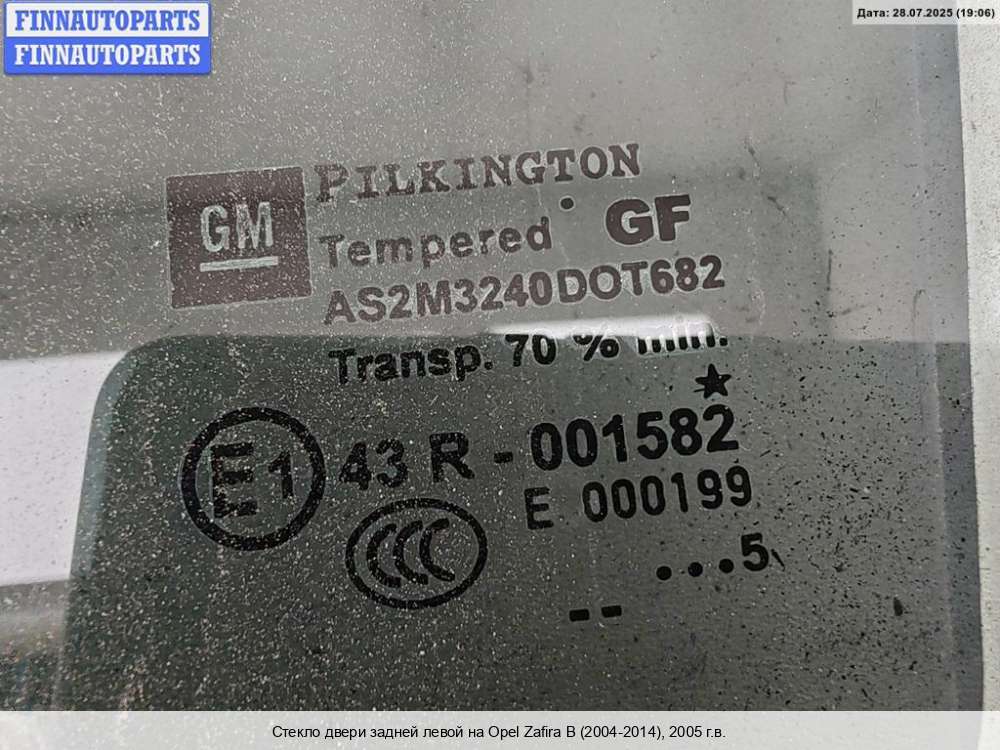 FINNAUTOPARTS
FINNAUTOPARTS
Дата: 28.07.2025 (19:06)
PILKINGTON
GM
Tempered GF
AS2M3240DOT682
Transp. 70 % min.
E1 43 R - 001582
E 000199
CCC
...5
--
Стекло двери задней левой на Opel Zafira B (2004-2014), 2005 г.в.